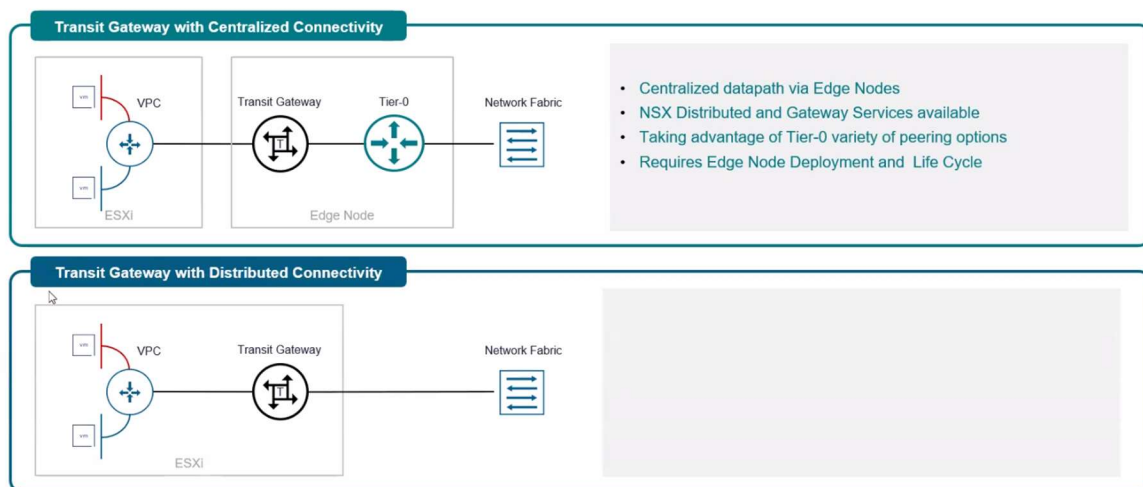 Transit Gateway with Centralized Connectivity
VPC
Transit Gateway
Tier-0
Network Fabric
T
ESXi
Edge Node
• Centralized datapath via Edge Nodes
• NSX Distributed and Gateway Services available
• Taking advantage of Tier-0 variety of peering options
• Requires Edge Node Deployment and Life Cycle
Transit Gateway with Distributed Connectivity
VPC
Transit Gateway
Network Fabric
T
ESXi